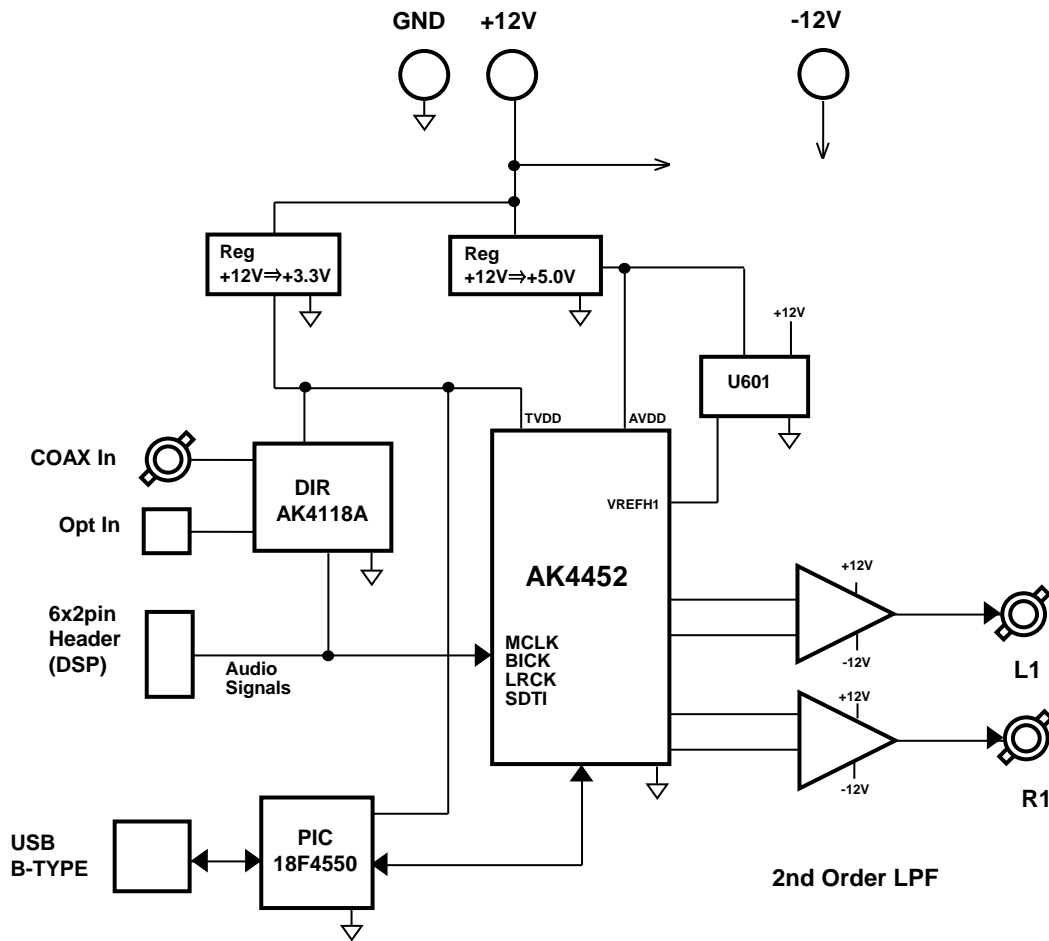 GND
+12V
-12V
Reg
+12V⇒+3.3V
Reg
+12V⇒+5.0V
+12V
U601
TVDD
AVDD
COAX In
DIR
AK4118A
VREFH1
Opt In
AK4452
+12V
6x2pin
Header
(DSP)
MCLK
BICK
LRCK
SDTI
Audio
Signals
-12V
L1
+12V
-12V
R1
USB
B-TYPE
PIC
18F4550
2nd Order LPF